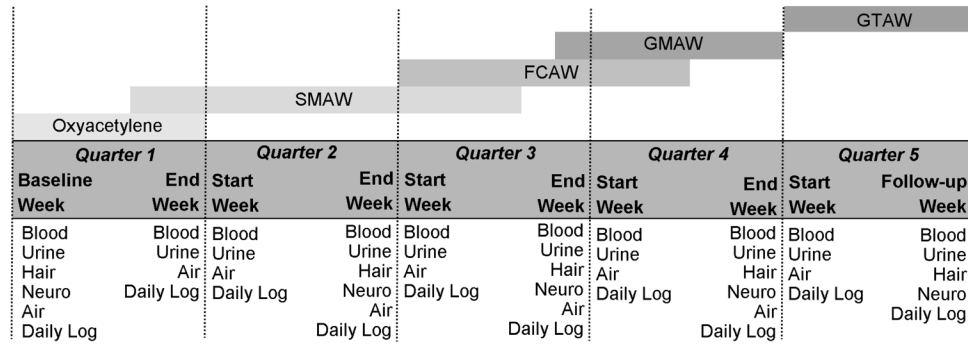 GTAW
GMAW
FCAW
SMAW
Oxyacetylene
Quarter 1 Quarter 2 Quarter 3 Quarter 4 Quarter 5
Baseline End Start End Start End Start End Start Follow-up
Week Week Week Week Week Week Week Week Week Week
Blood Blood Blood Blood Blood Blood Blood Blood Blood Blood
Urine Urine Urine Urine Urine Urine Urine Urine Urine Urine
Hair Air Air Hair Air Hair Air Hair Air Hair
Neuro Daily Log Daily Log Neuro Daily Log Neuro Daily Log Neuro Daily Log Neuro
Air Air Air Air Daily Log
Daily Log Daily Log Daily Log Daily Log